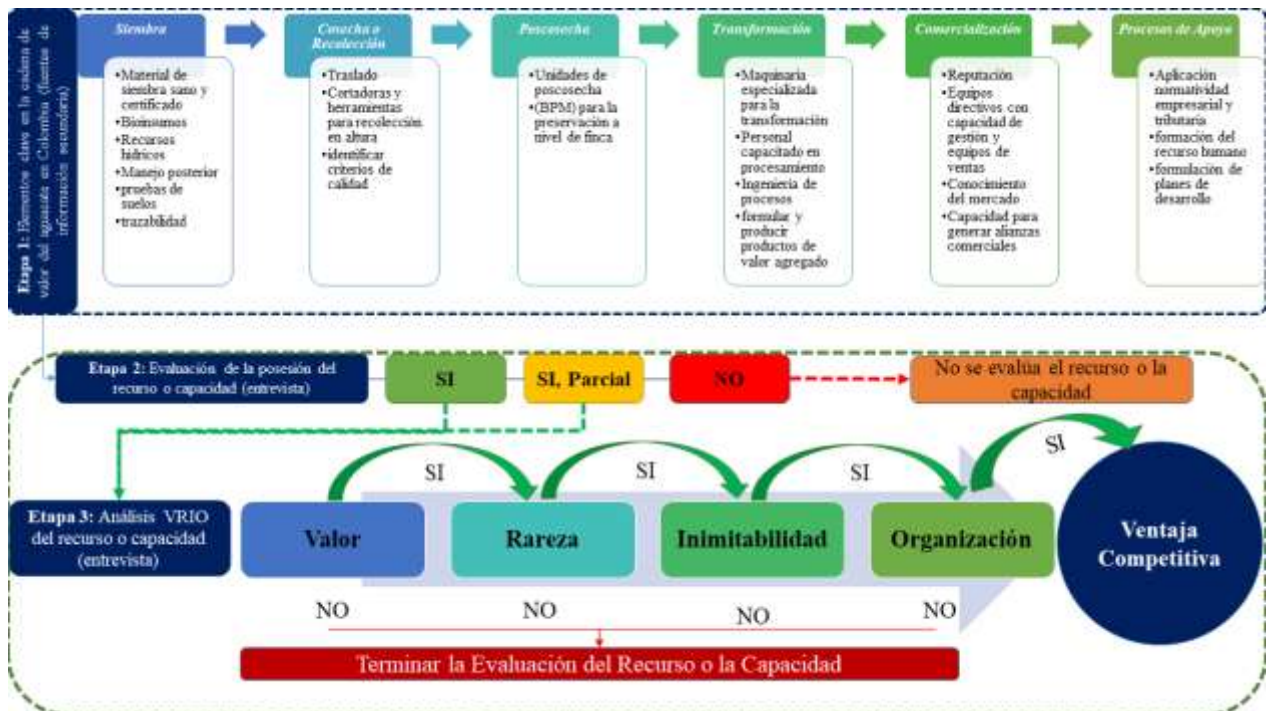 Etapa 1: Elementos clave en la cadena de
valor del aguacate en Colombia (fuentes de
información secundaria)
Siembra
•Material de
siembra sano y
certificado
•Bioinsumos
•Recursos
hídricos
•Manejo posterior
•pruebas de
suelos
•trazabilidad
Cosecha o
Recolección
•Traslado
•Cortadoras y
herramientas
para recolección
en altura
•identificar
criterios de
calidad
Poscosecha
•Unidades de
poscosecha
•(BPM) para la
preservación a
nivel de finca
Transformación
•Maquinaria
especializada
para la
transformación
•Personal
capacitado en
procesamiento
•Ingeniería de
procesos
•formular y
producir
productos de
valor agregado
Comercialización
•Reputación
•Equipos
directivos con
capacidad de
gestión y
equipos de
ventas
•Conocimiento
del mercado
•Capacidad para
generar alianzas
comerciales
Procesos de Apoyo
•Aplicación
normatividad
empresarial y
tributaria
•formación del
recurso humano
•formulación de
planes de
desarrollo
Etapa 2: Evaluación de la posesión del
recurso o capacidad (entrevista)
SI
SI, Parcial
NO
No se evalúa el recurso o la
capacidad
SI
SI
SI
SI
Etapa 3: Análisis VRIO
del recurso o capacidad
(entrevista)
Valor
Rareza
Inimitabilidad
Organización
Ventaja
Competitiva
NO
NO
NO
NO
Terminar la Evaluación del Recurso o la Capacidad